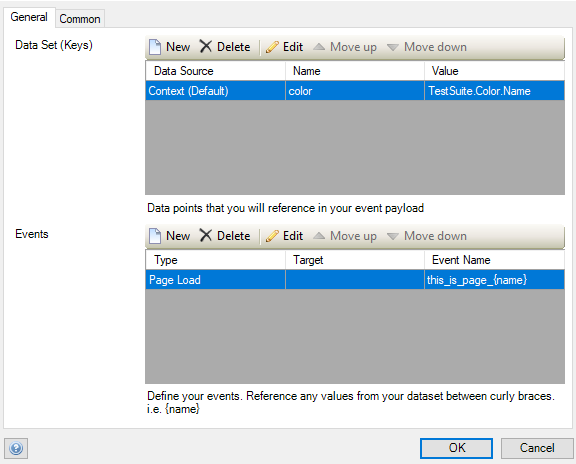 General Common
Data Set (Keys) New Delete Edit Move up Move down
Data Source Name Value
Context (Default) color TestSuite.Color.Name
Data points that you will reference in your event payload
Events New Delete Edit Move up Move down
Type Target Event Name
Page Load this_is_page_{name}
Define your events. Reference any values from your dataset between curly braces.
i.e. {name}
OK Cancel